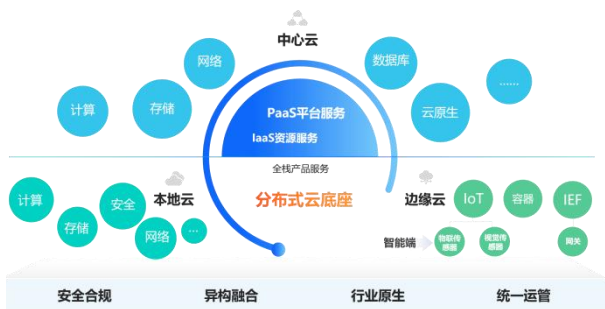 中心云
网络
数据库
计算
存储
云原生
......
PaaS平台服务
IaaS资源服务
全栈产品服务
分布式云底座
本地云
计算
存储
安全
网络
...
边缘云
IoT
容器
IEF
智能端
物联传
感器
视觉传
感器
网关
安全合规
异构融合
行业原生
统一运管